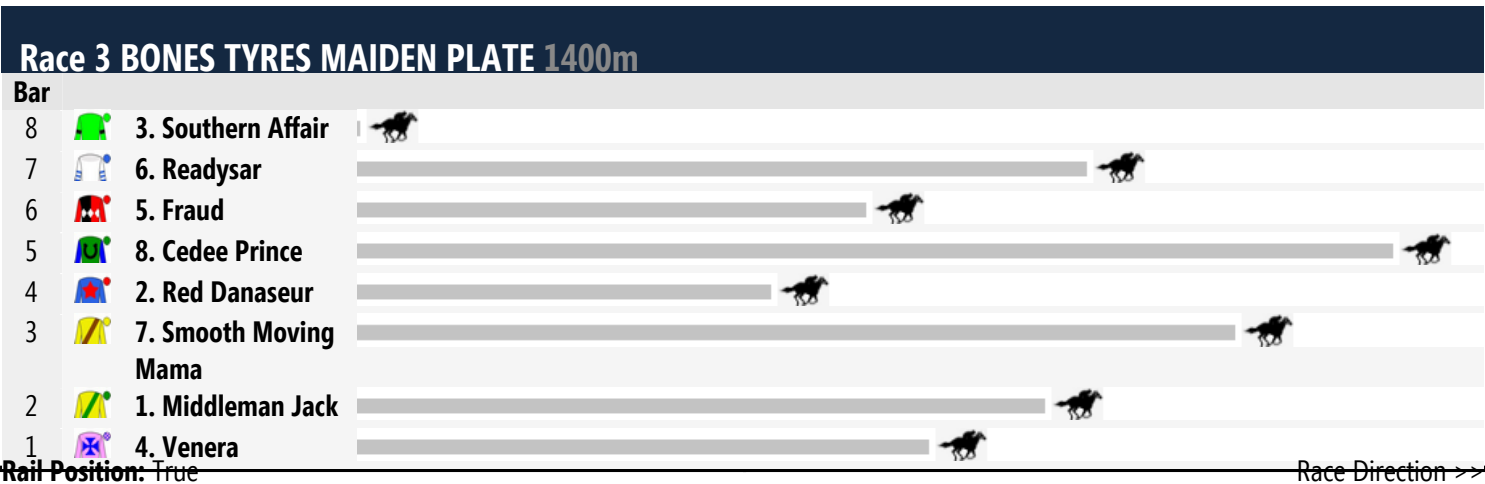 Race 3 BONES TYRES MAIDEN PLATE 1400m
Bar
8 3. Southern Affair
7 6. Readysar
6 5. Fraud
5 8. Cedee Prince
4 2. Red Danaseur
3 7. Smooth Moving
Mama
2 1. Middleman Jack
1 4. Venera
Rail Position: True Race Direction >>